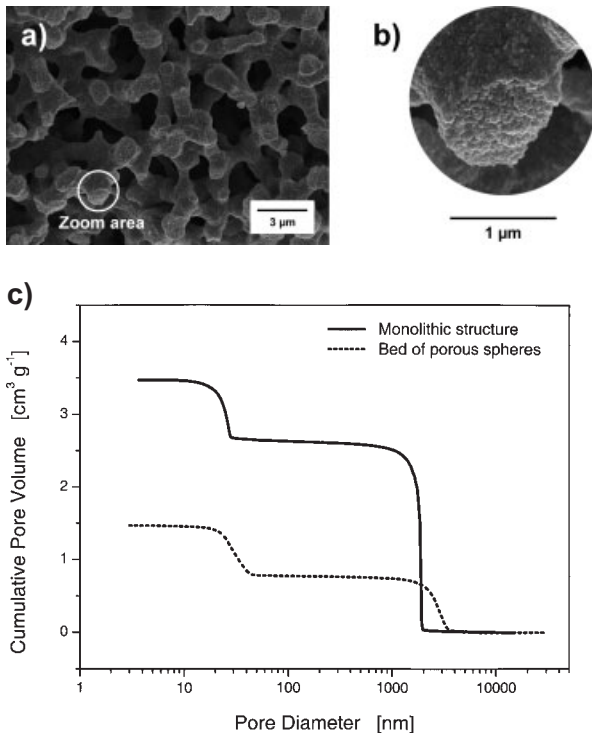 a)
Zoom area
3 µm
b)
1 µm
c)
Monolithic structure
Bed of porous spheres
Cumulative Pore Volume [cm³ g⁻¹]
4
3
2
1
0
1 10 100 1000 10000
Pore Diameter [nm]